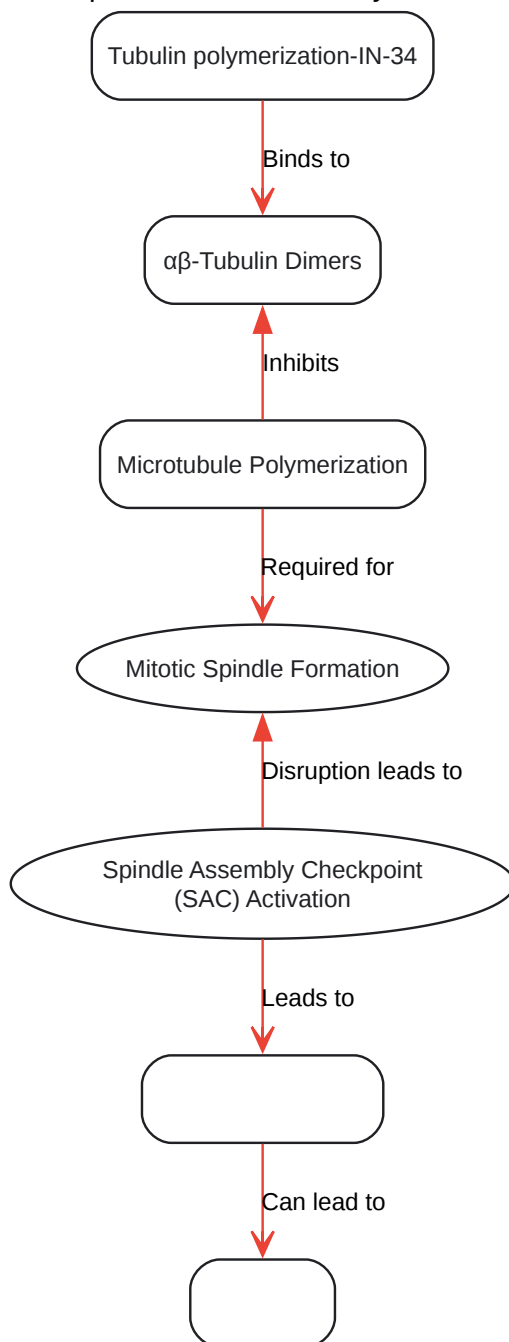 Tubulin polymerization-IN-34
Binds to
αβ-Tubulin Dimers
Inhibits
Microtubule Polymerization
Required for
Mitotic Spindle Formation
Disruption leads to
Spindle Assembly Checkpoint
(SAC) Activation
Leads to
Can lead to